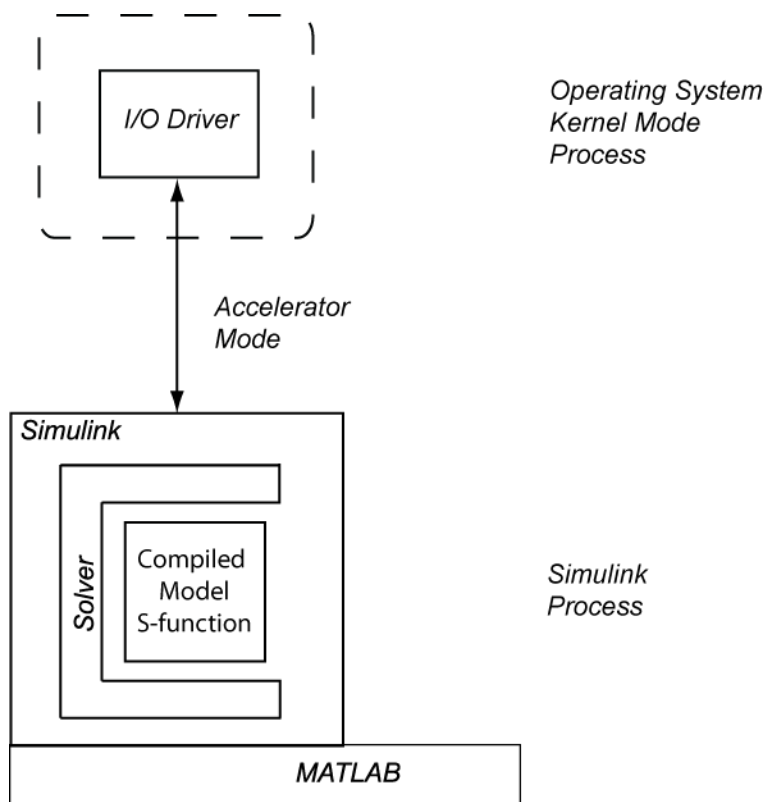 I/O Driver
Operating System
Kernel Mode
Process
Accelerator
Mode
Simulink
Solver
Compiled
Model
S-function
Simulink
Process
MATLAB